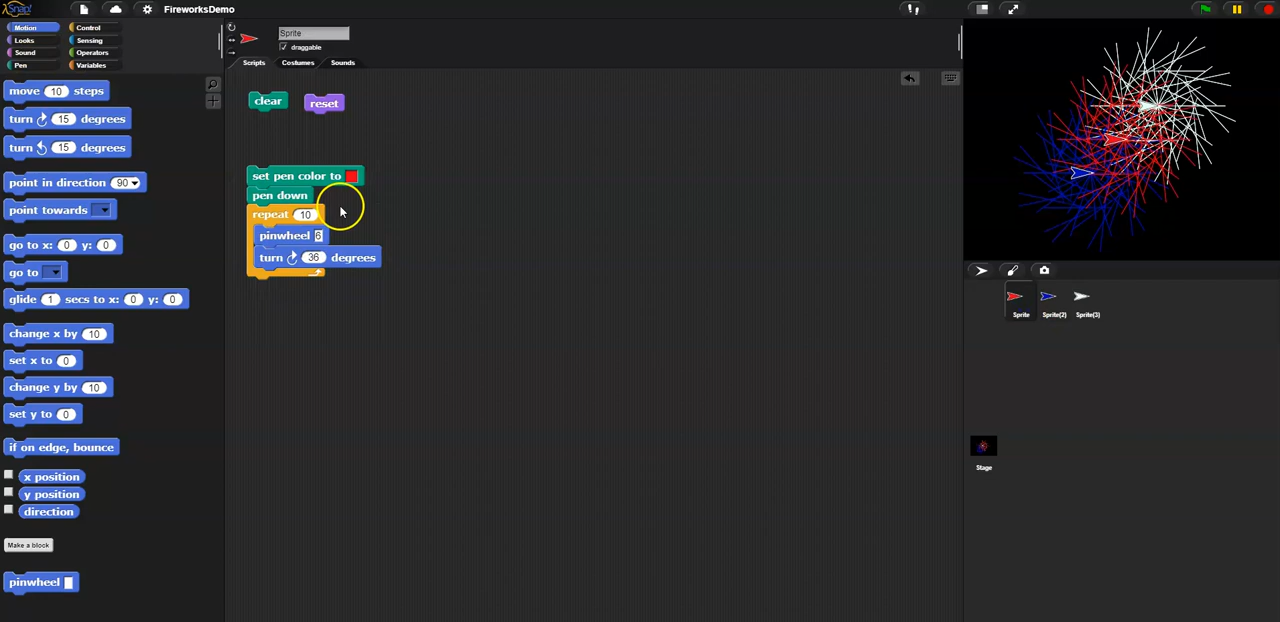 Snap!
FireworksDemo
Motion
Control
Looks
Sensing
Sound
Operators
Pen
Variables
Sprite
draggable
Scripts
Costumes
Sounds
move 10 steps
turn 15 degrees
turn 15 degrees
point in direction 90
point towards
go to x: 0 y: 0
go to
glide 1 secs to x: 0 y: 0
change x by 10
set x to 0
change y by 10
set y to 0
if on edge, bounce
x position
y position
direction
Make a block
pinwheel
clear
reset
set pen color to
pen down
repeat 10
pinwheel 6
turn 36 degrees
Sprite
Sprite(2)
Sprite(3)
Stage